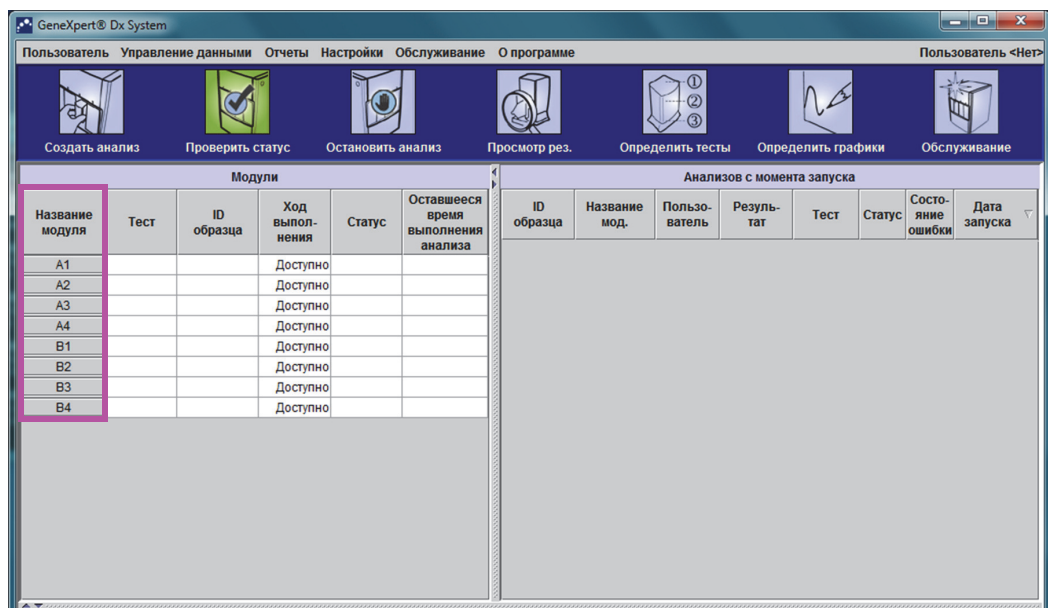 GeneXpert® Dx System
Пользователь Управление данными Отчеты Настройки Обслуживание О программе Пользователь <Нет>
① ② ③
Создать анализ Проверить статус Остановить анализ Просмотр рез. Определить тесты Определить графики Обслуживание
Модули
Название модуля Тест ID образца Ход выпол-нения Статус Оставшееся время выполнения анализа
A1 Доступно
A2 Доступно
A3 Доступно
A4 Доступно
B1 Доступно
B2 Доступно
B3 Доступно
B4 Доступно
Анализов с момента запуска
ID образца Название мод. Пользо-ватель Резуль-тат Тест Статус Состо-яние ошибки Дата запуска